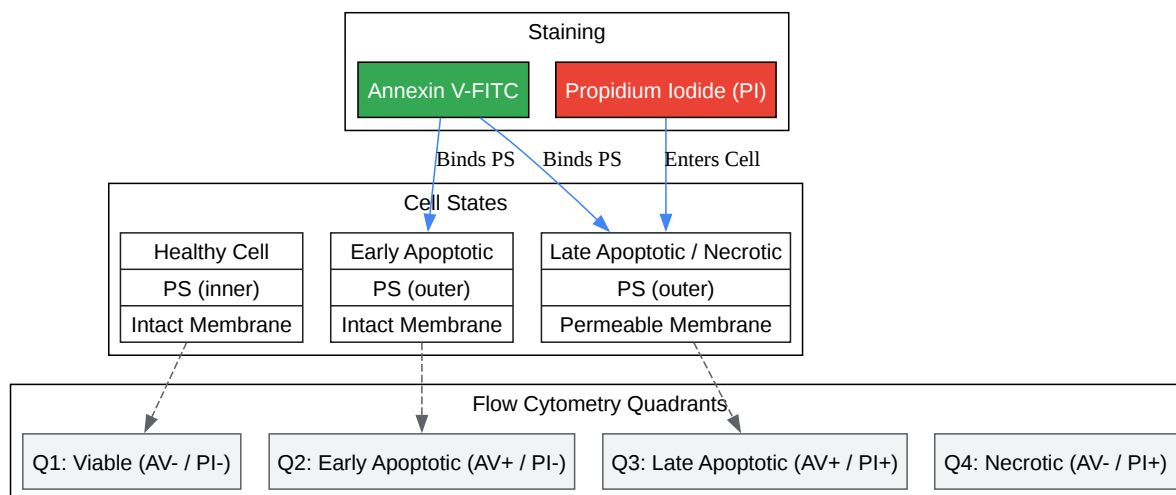 Staining
Annexin V-FITC
Propidium Iodide (PI)
Binds PS
Binds PS
Enters Cell
Cell States
Healthy Cell
PS (inner)
Intact Membrane
Early Apoptotic
PS (outer)
Intact Membrane
Late Apoptotic / Necrotic
PS (outer)
Permeable Membrane
Flow Cytometry Quadrants
Q1: Viable (AV- / PI-)
Q2: Early Apoptotic (AV+ / PI-)
Q3: Late Apoptotic (AV+ / PI+)
Q4: Necrotic (AV- / PI+)